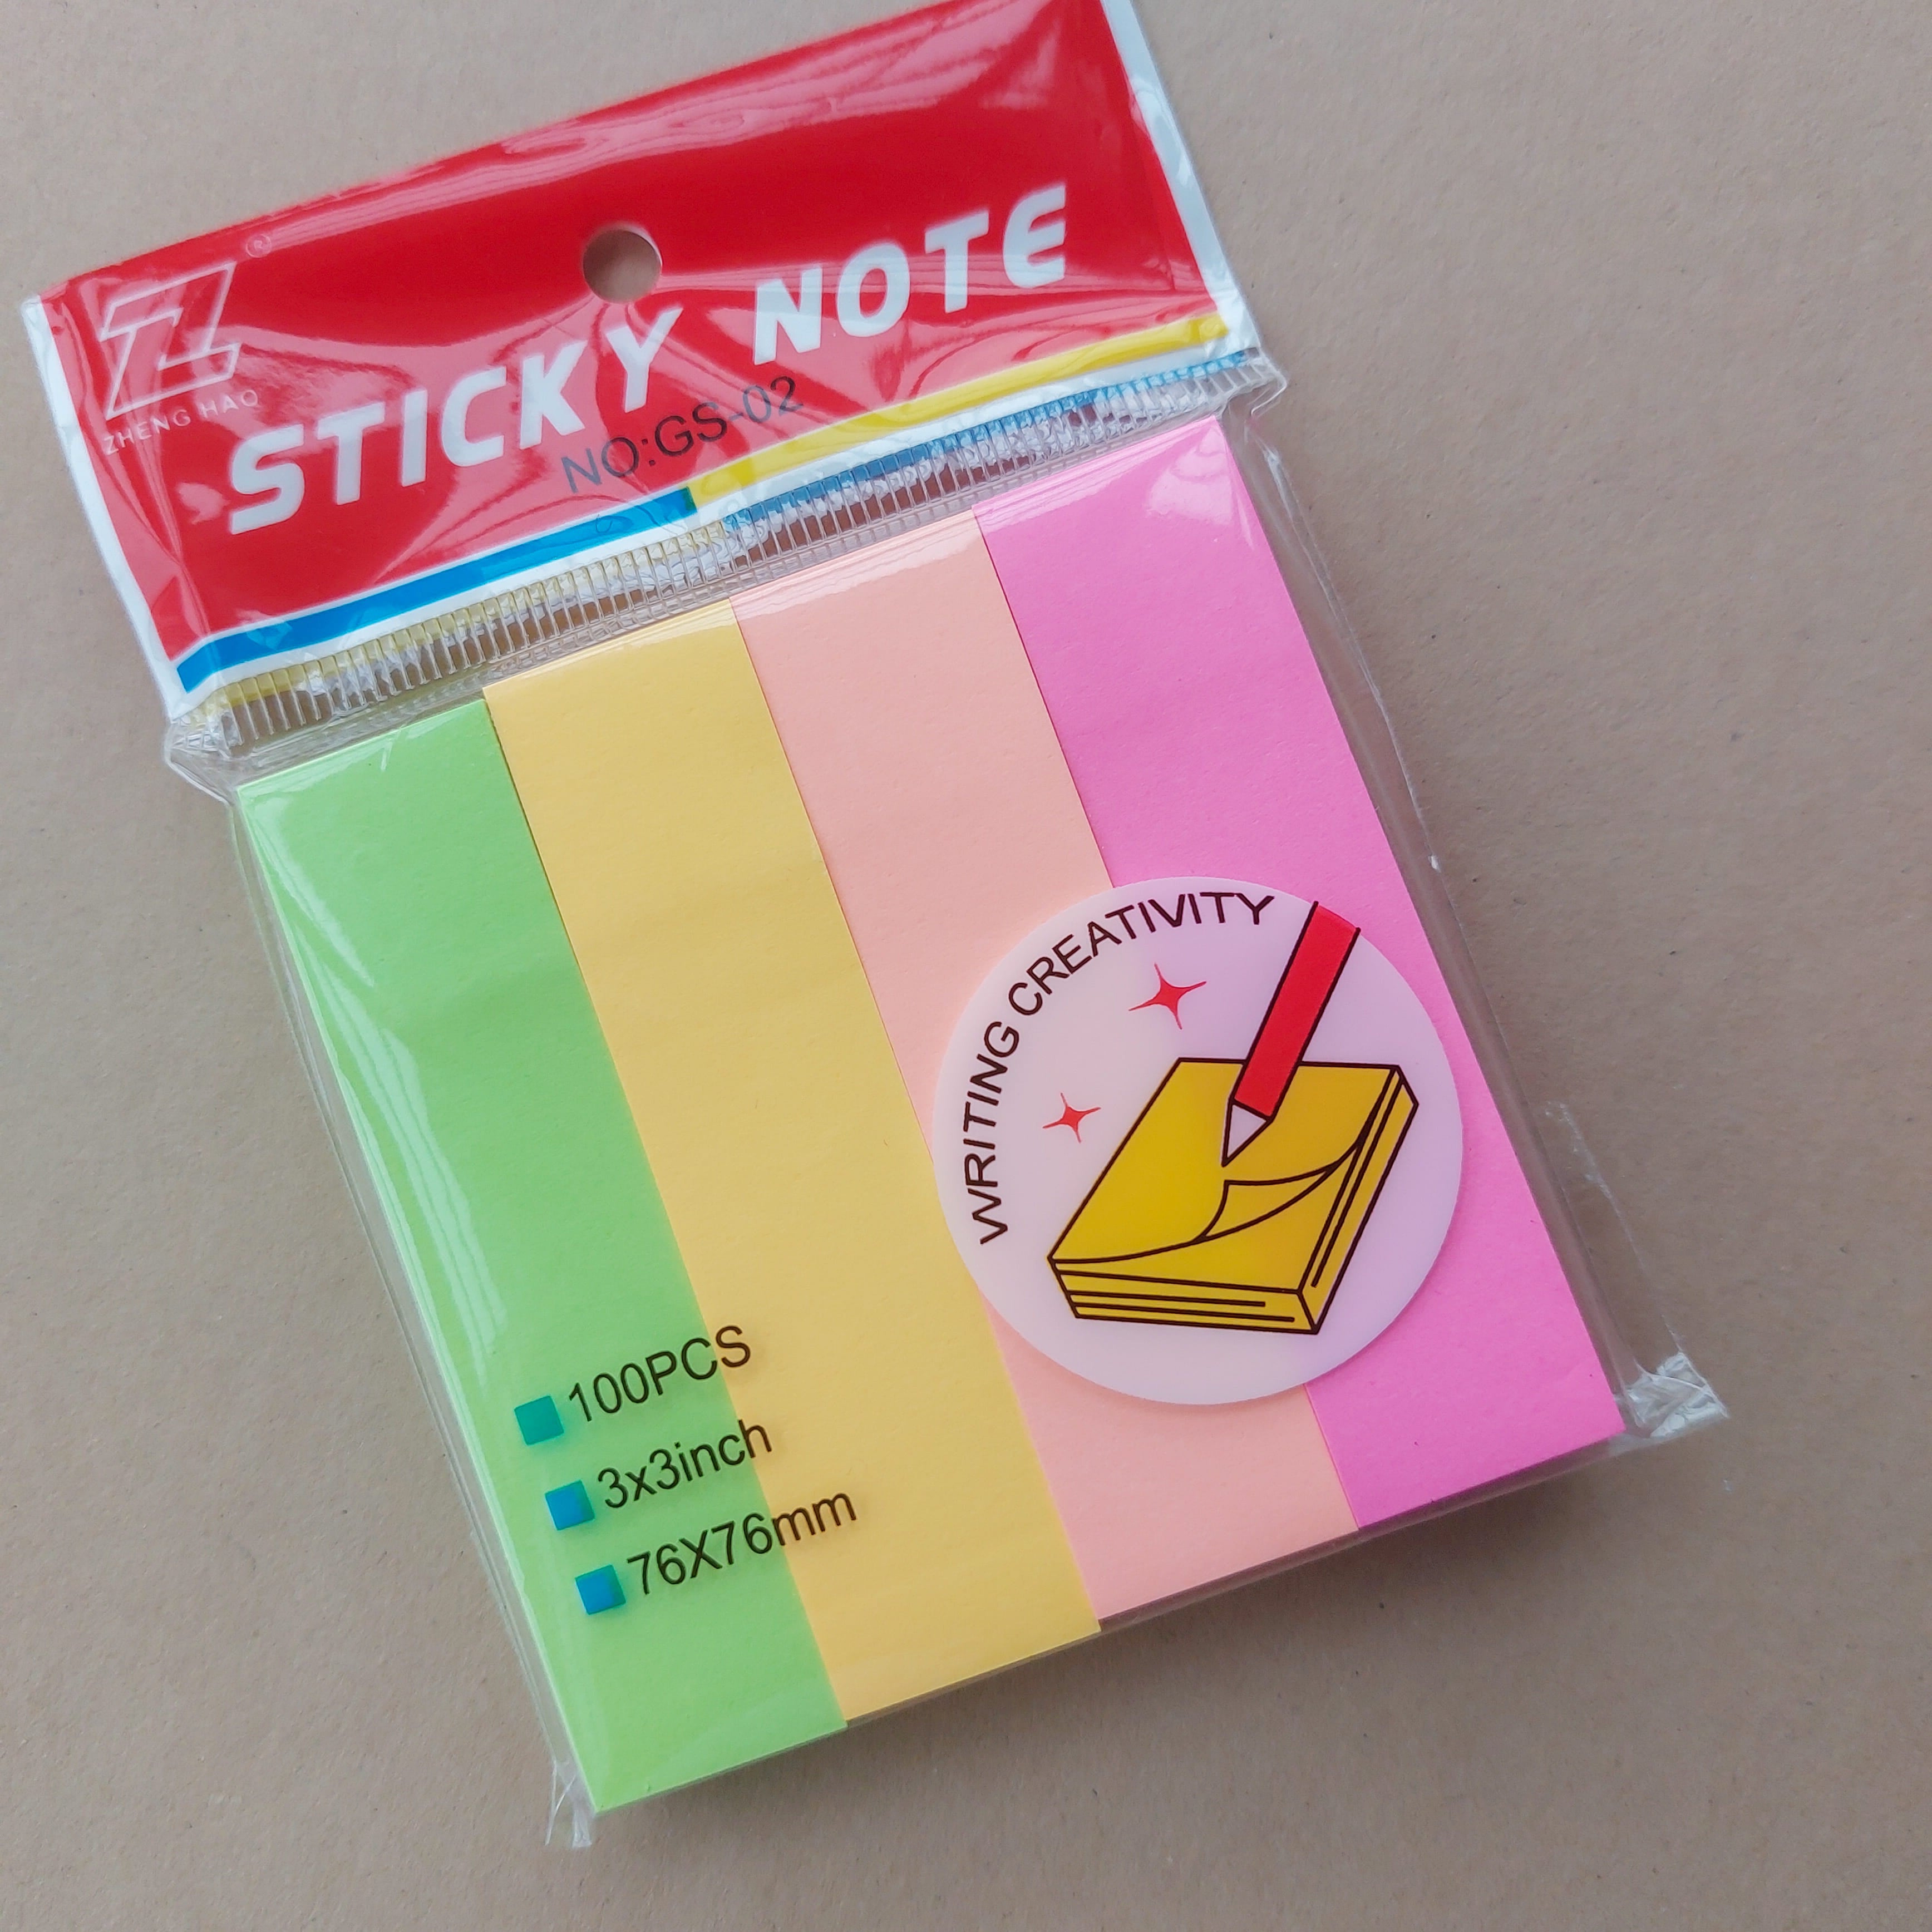 ®
ZHENG HAO
STICKY NOTE
NO:GS-02
WRITING CREATIVITY
100PCS
3x3inch
76X76mm